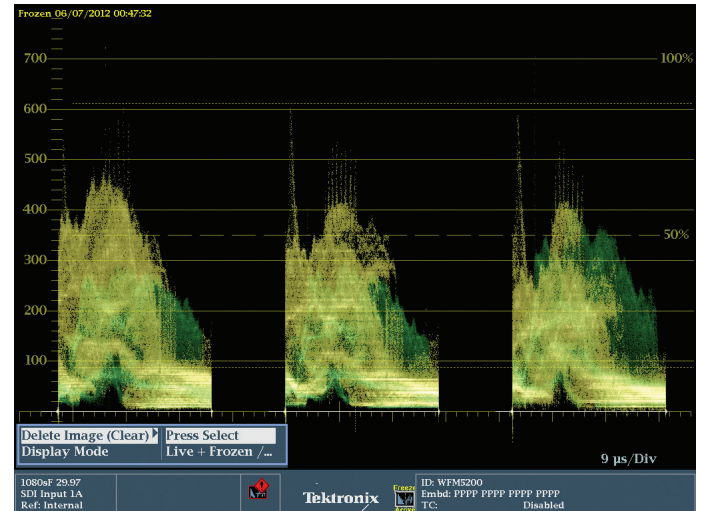 Frozen 06/07/2012 00:47:32
700
100%
600
500
400
50%
300
200
100
Delete Image (Clear) Press Select
Display Mode Live + Frozen /...
9 µs/Div
1080sF 29.97
SDI Input 1A
Ref: Internal
Tektronix
Freeze
Active
ID: WFM5200
Embd: PPPP PPPP PPPP PPPP
TC: Disabled